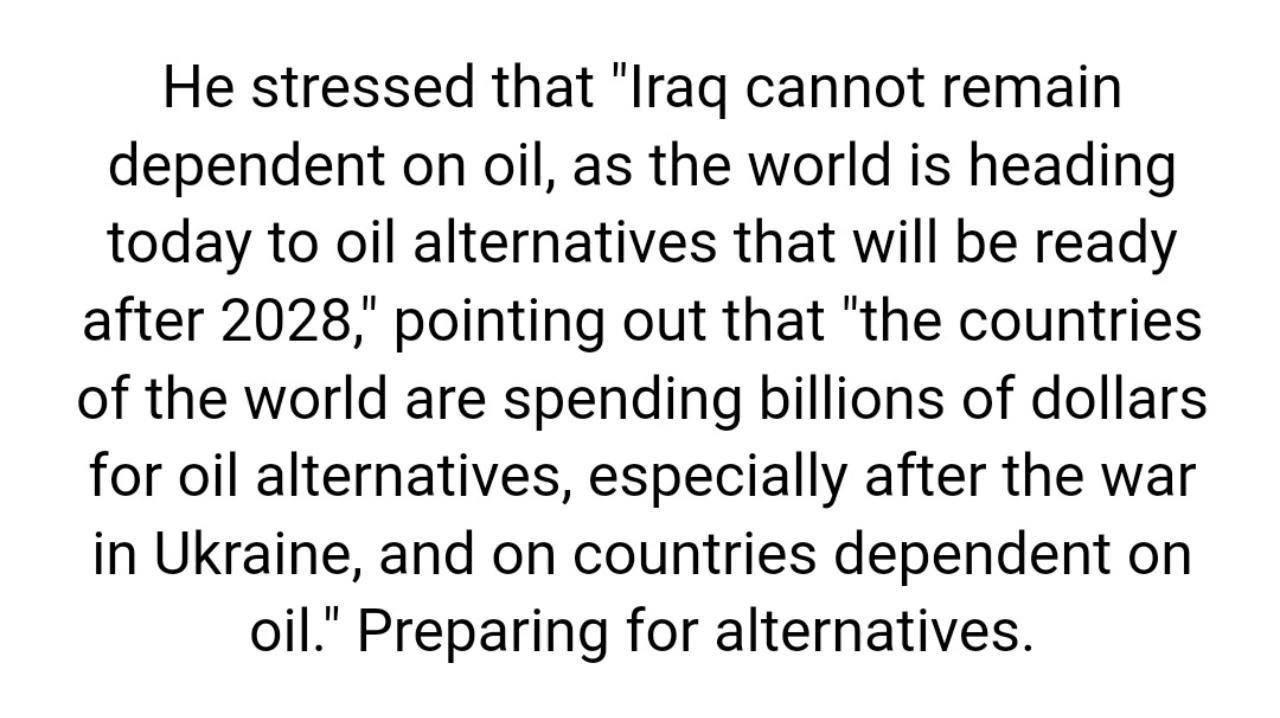 He stressed that "Iraq cannot remain
dependent on oil, as the world is heading
today to oil alternatives that will be ready
after 2028," pointing out that "the countries
of the world are spending billions of dollars
for oil alternatives, especially after the war
in Ukraine, and on countries dependent on
oil." Preparing for alternatives.